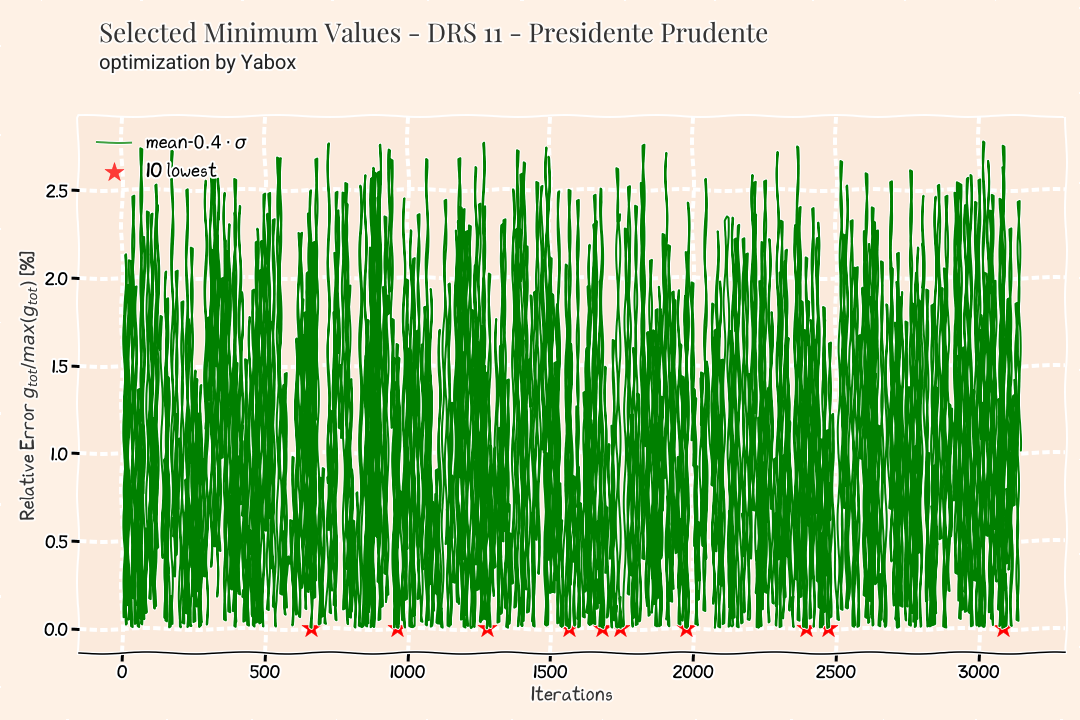 Selected Minimum Values - DRS 11 - Presidente Prudente
optimization by Yabox
mean-0.4 · σ
10 lowest
Relative Error g_tot/max(g_tot) [%]
2.5
2.0
1.5
1.0
0.5
0.0
0 500 1000 1500 2000 2500 3000
Iterations